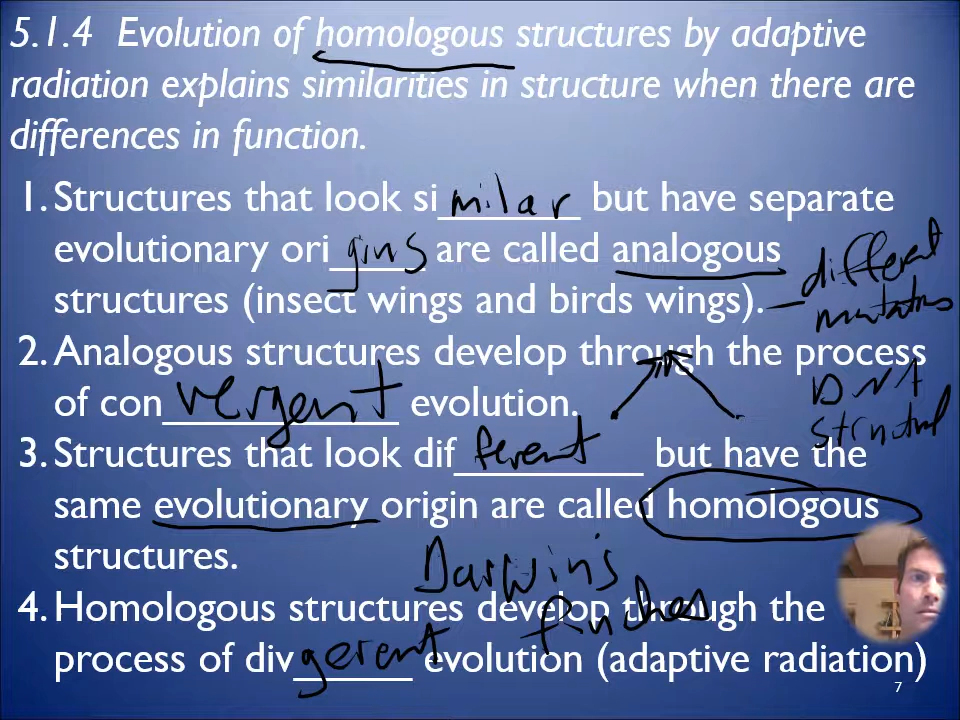 5.1.4 Evolution of homologous structures by adaptive
radiation explains similarities in structure when there are
differences in function.
1. Structures that look similar but have separate
evolutionary origins are called analogous
structures (insect wings and birds wings).
different
mutations
2. Analogous structures develop through the process
of convergent evolution.
DNA
3. Structures that look different but have the
same evolutionary origin are called homologous
structures.
Darwin's
finches
4. Homologous structures develop through the
process of divgerent evolution (adaptive radiation)
7